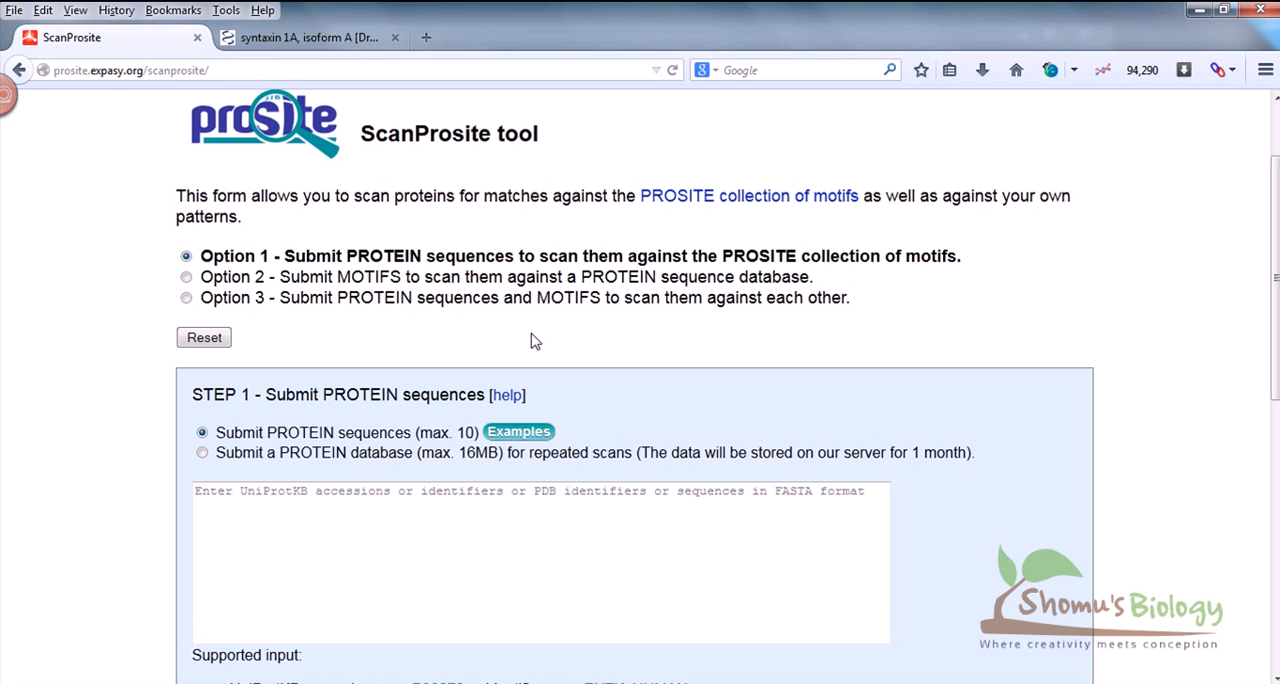 File Edit View History Bookmarks Tools Help
ScanProsite × syntaxin 1A, isoform A [Dr... × +
prosite.expasy.org/scanprosite/ Google 94,290
prosite ScanProsite tool
This form allows you to scan proteins for matches against the PROSITE collection of motifs as well as against your own
patterns.
Option 1 - Submit PROTEIN sequences to scan them against the PROSITE collection of motifs.
Option 2 - Submit MOTIFS to scan them against a PROTEIN sequence database.
Option 3 - Submit PROTEIN sequences and MOTIFS to scan them against each other.
Reset
STEP 1 - Submit PROTEIN sequences [help]
Submit PROTEIN sequences (max. 10) Examples
Submit a PROTEIN database (max. 16MB) for repeated scans (The data will be stored on our server for 1 month).
Enter UniProtKB accessions or identifiers or PDB identifiers or sequences in FASTA format
Shomu's Biology
Where creativity meets conception
Supported input: